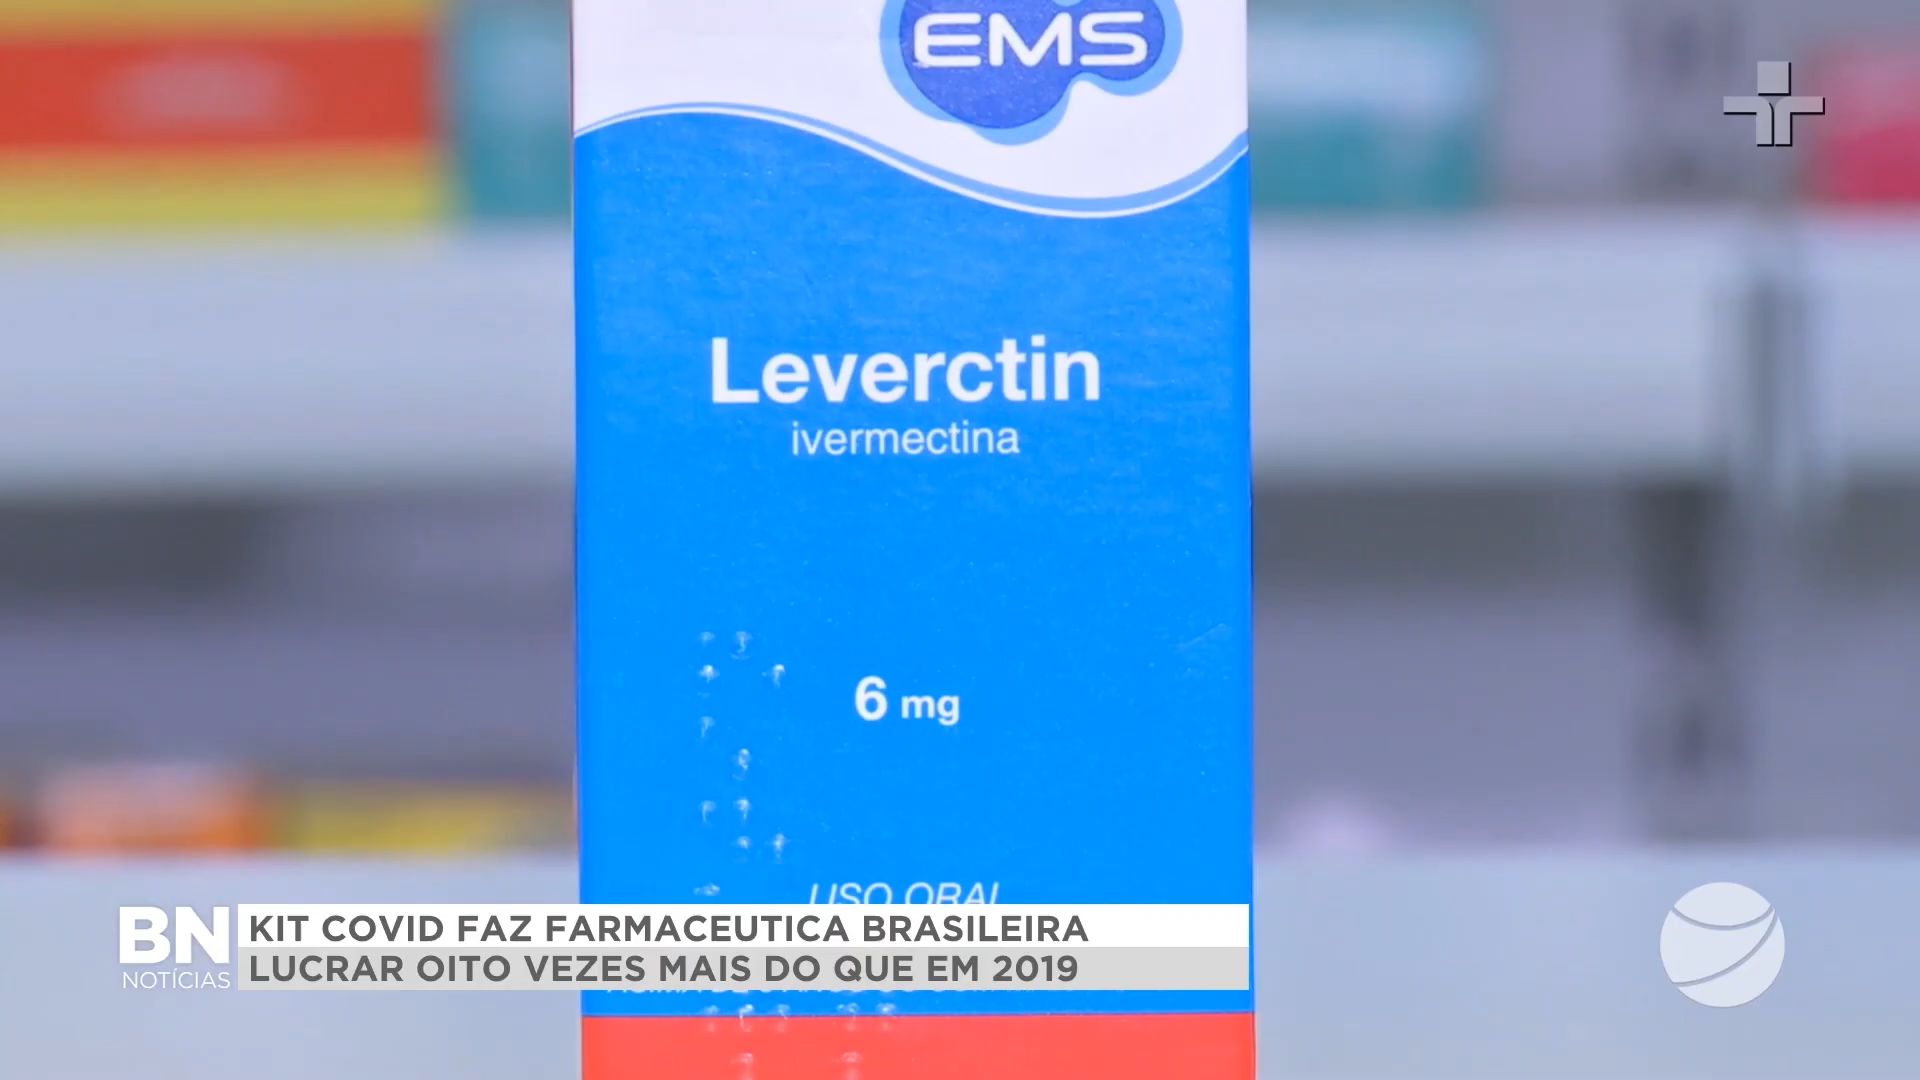 EMS
Leverctin
ivermectina
6 mg
USO ORAL
BN
NOTÍCIAS
KIT COVID FAZ FARMACEUTICA BRASILEIRA
LUCRAR OITO VEZES MAIS DO QUE EM 2019